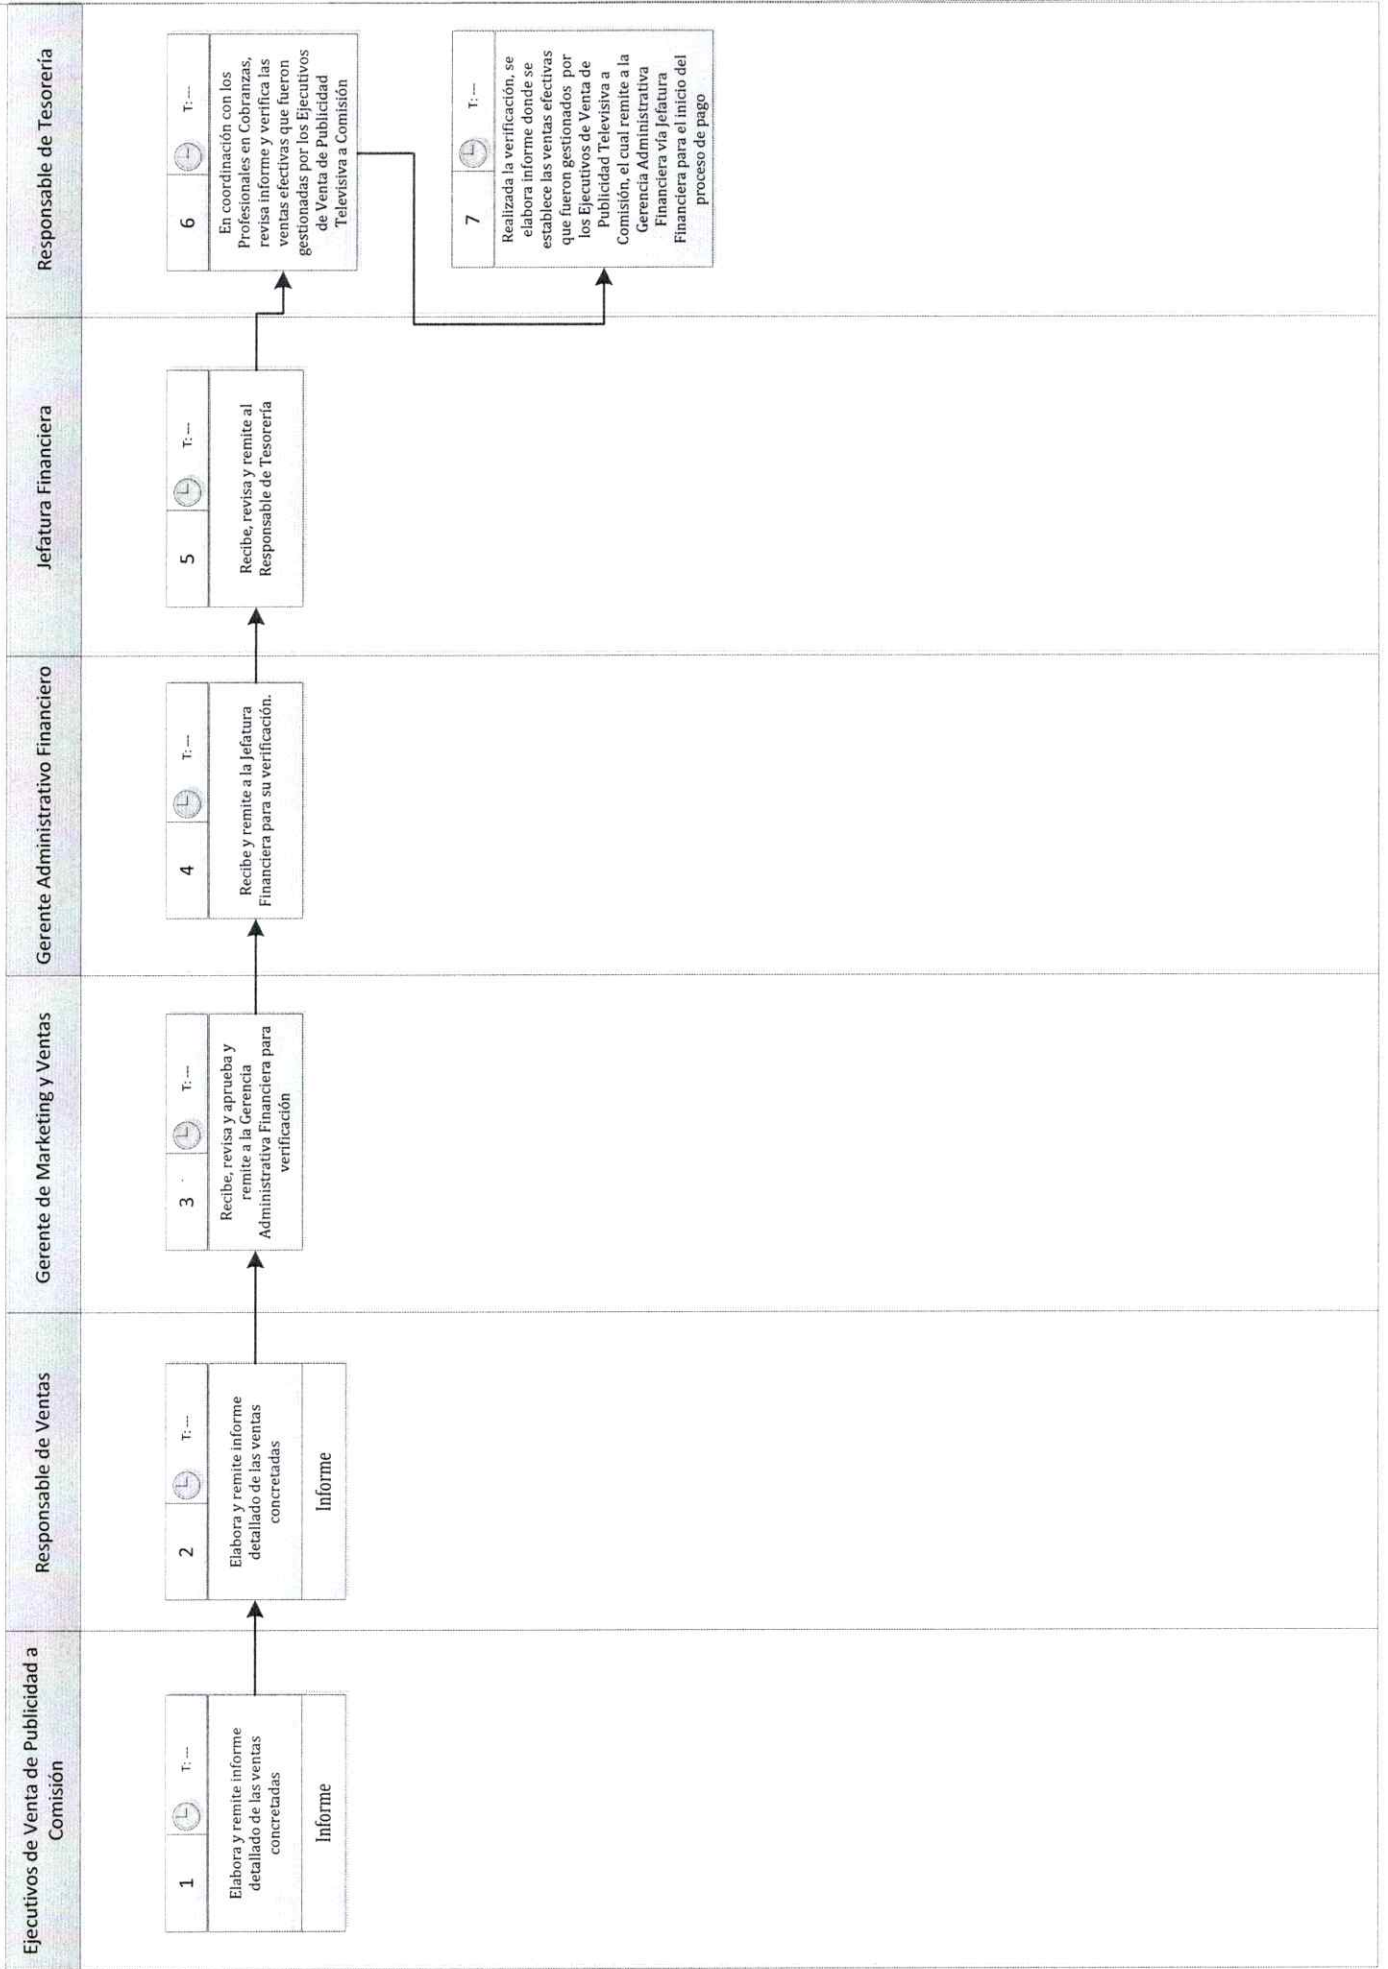 Ejecutivos de Venta de Publicidad a
Comisión
Responsable de Ventas
Gerente de Marketing y Ventas
Gerente Administrativo Financiero
Jefatura Financiera
Responsable de Tesorería
1
T: ---
Elabora y remite informe
detallado de las ventas
concretadas
Informe
2
T: ---
Elabora y remite informe
detallado de las ventas
concretadas
Informe
3
T: ---
Recibe, revisa y aprueba y
remite a la Gerencia
Administrativa Financiera para
verificación
4
T: ---
Recibe y remite a la Jefatura
Financiera para su verificación.
5
T: ---
Recibe, revisa y remite al
Responsable de Tesorería
6
T: ---
En coordinación con los
Profesionales en Cobranzas,
revisa informe y verifica las
ventas efectivas que fueron
gestionadas por los Ejecutivos
de Venta de Publicidad
Televisiva a Comisión
7
T: ---
Realizada la verificación, se
elabora informe donde se
establece las ventas efectivas
que fueron gestionados por
los Ejecutivos de Venta de
Publicidad Televisiva a
Comisión, el cual remite a la
Gerencia Administrativa
Financiera vía Jefatura
Financiera para el inicio del
proceso de pago